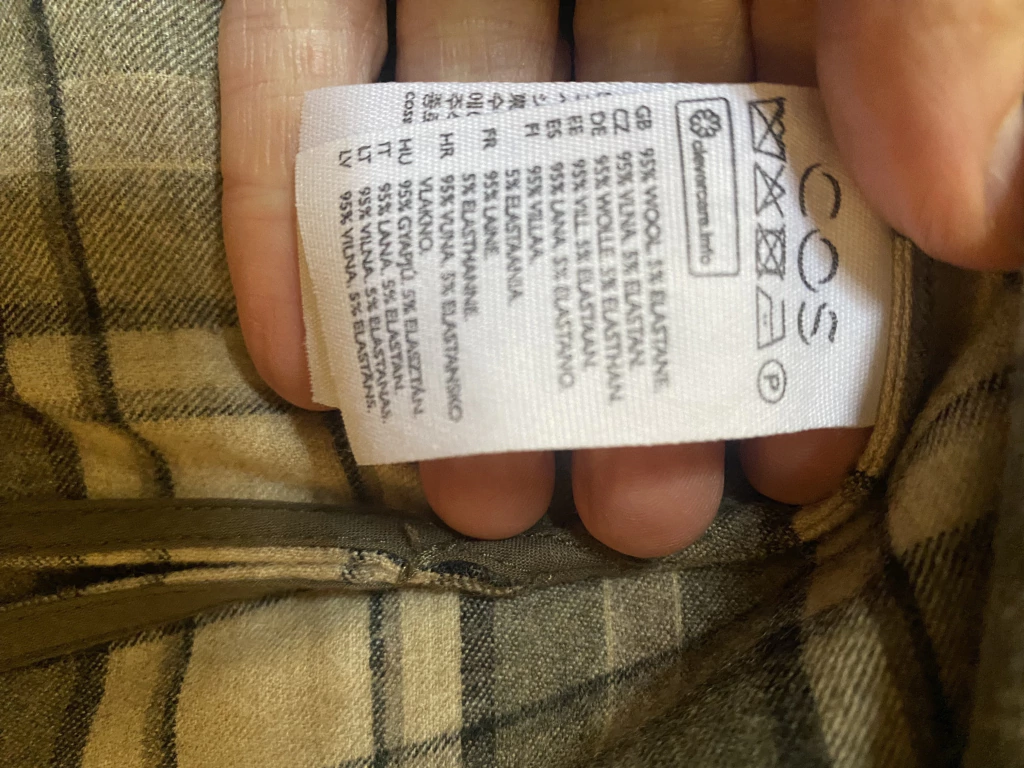 COS
P
clevercare.info
GB 95% WOOL, 5% ELASTANE.
CZ 95% VLNA, 5% ELASTAN.
DE 95% WOLLE, 5% ELASTHAN.
EE 95% VILL, 5% ELASTAAN.
ES 95% LANA, 5% ELASTANO.
FI 95% VILLAA,
5% ELASTAANIA.
FR 95% LAINE,
5% ELASTHANNE.
HR 95% VUNA, 5% ELASTANSKO
VLAKNO.
HU 95% GYAPJÚ, 5% ELASZTÁN.
IT 95% LANA, 5% ELASTAN.
LT 95% VILNA, 5% ELASTANAS.
LV 95% VILNA, 5% ELASTĀNS.